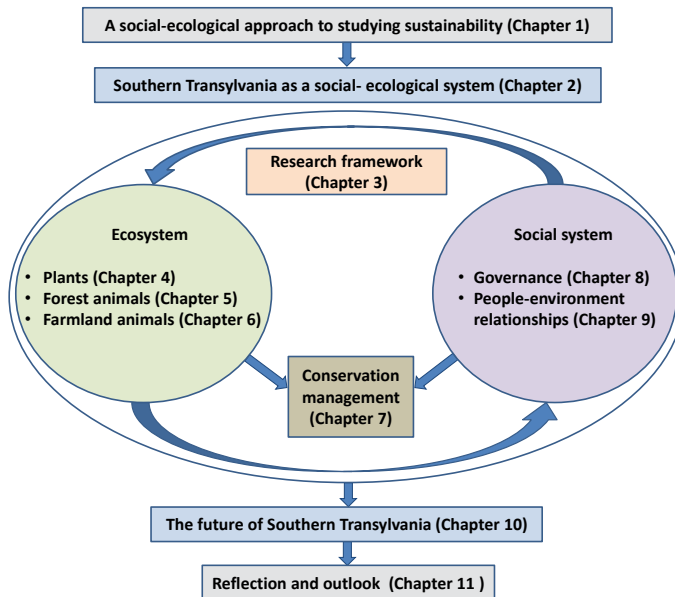 A social-ecological approach to studying sustainability (Chapter 1)
Southern Transylvania as a social- ecological system (Chapter 2)
Research framework
(Chapter 3)
Ecosystem
• Plants (Chapter 4)
• Forest animals (Chapter 5)
• Farmland animals (Chapter 6)
Social system
• Governance (Chapter 8)
• People-environment
relationships (Chapter 9)
Conservation
management
(Chapter 7)
The future of Southern Transylvania (Chapter 10)
Reflection and outlook (Chapter 11 )